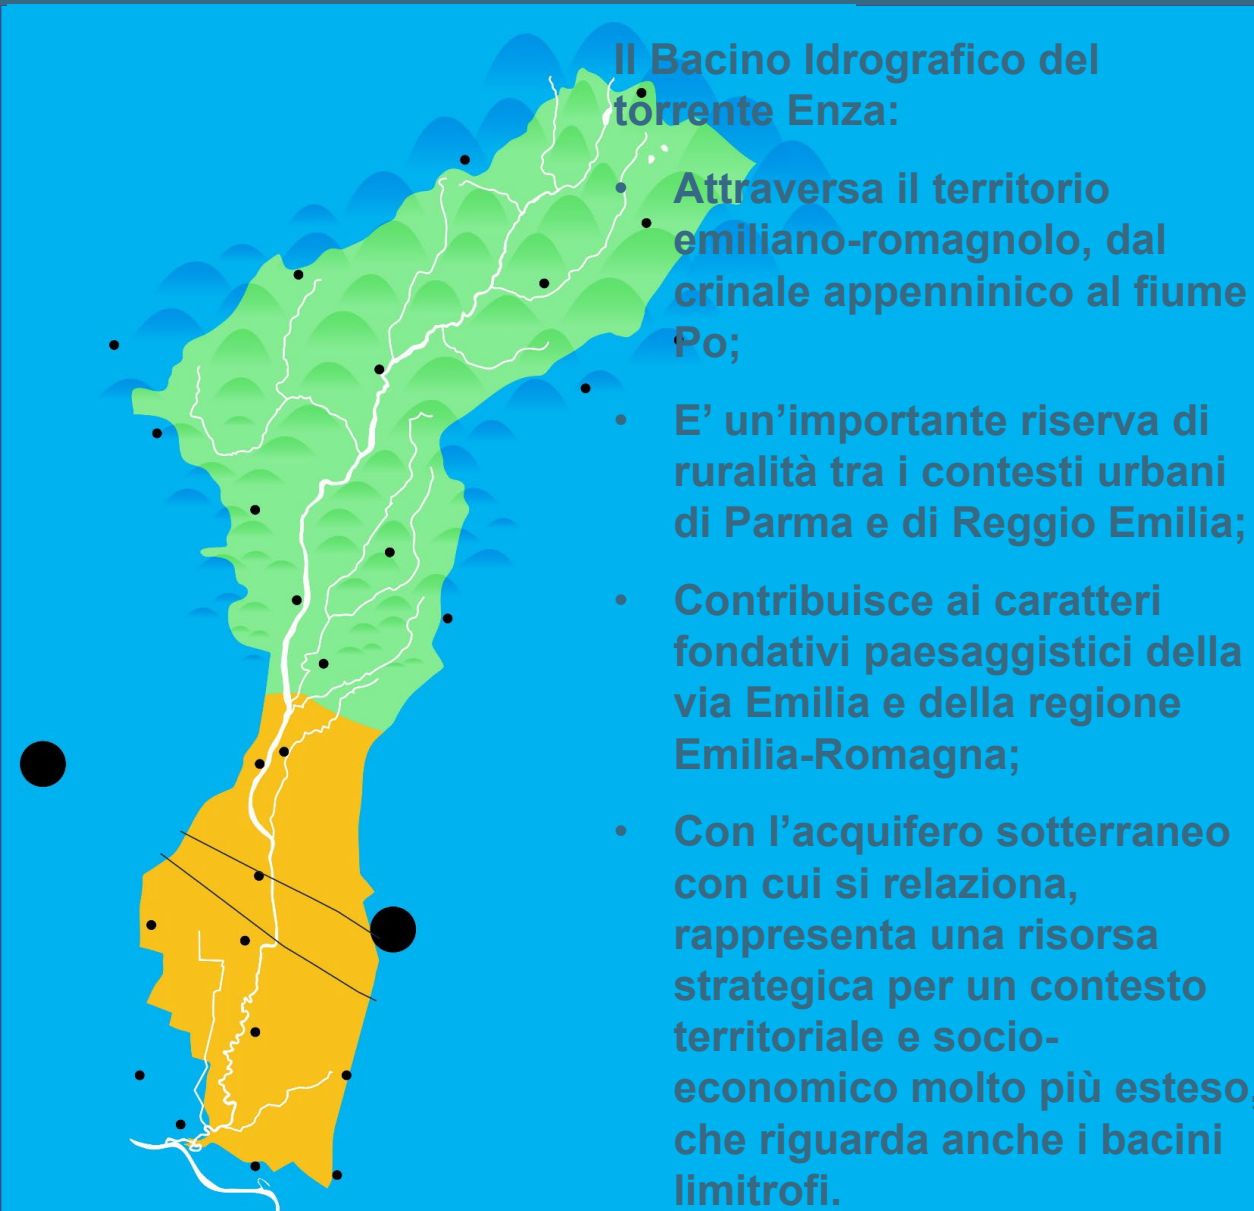 Il Bacino Idrografico del
torrente Enza:
• Attraversa il territorio
emiliano-romagnolo, dal
crinale appenninico al fiume
Po;
• E’ un’importante riserva di
ruralità tra i contesti urbani
di Parma e di Reggio Emilia;
• Contribuisce ai caratteri
fondativi paesaggistici della
via Emilia e della regione
Emilia-Romagna;
• Con l’acquifero sotterraneo
con cui si relaziona,
rappresenta una risorsa
strategica per un contesto
territoriale e socio-
economico molto più esteso,
che riguarda anche i bacini
limitrofi.